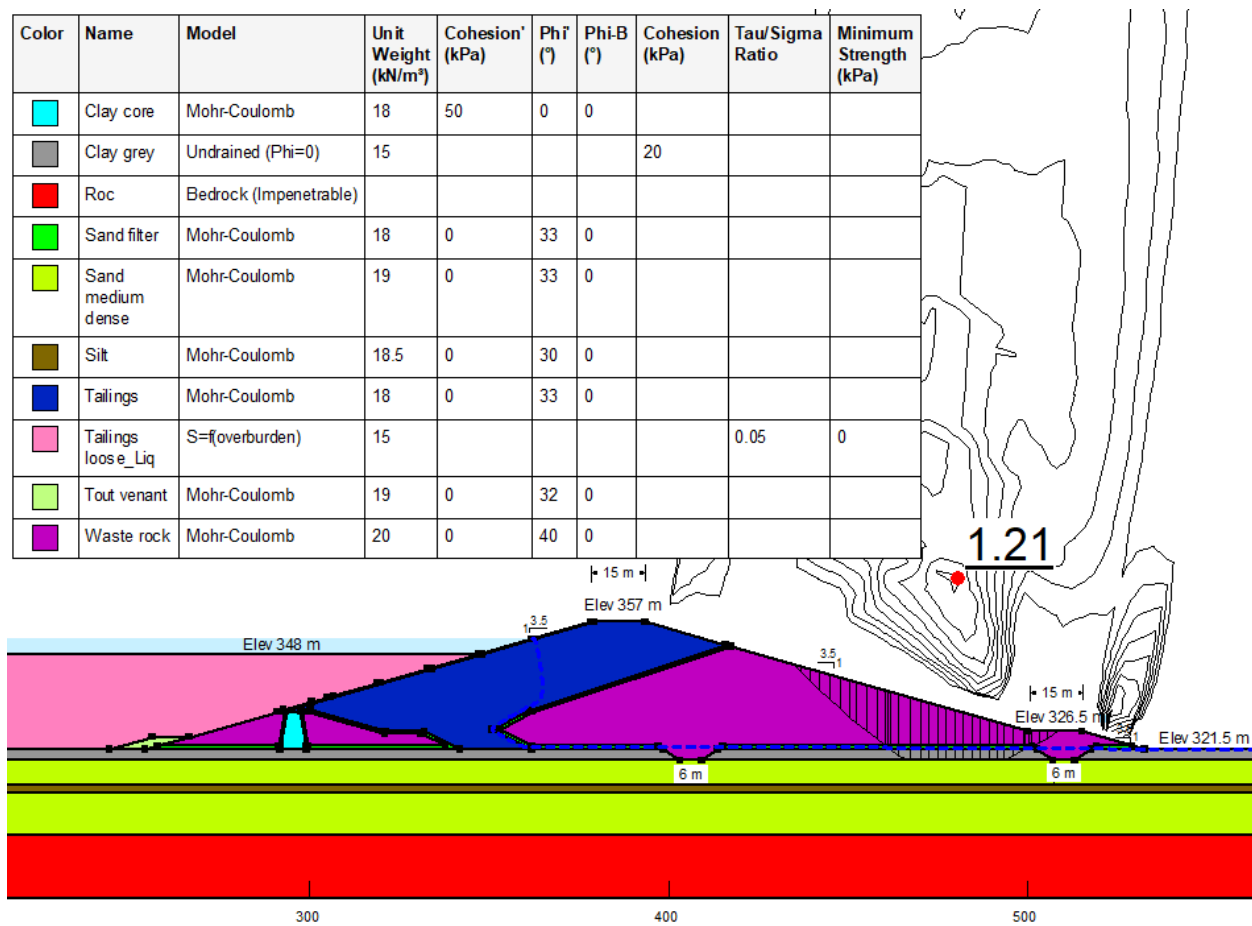 Color Name Model Unit Weight (kN/m³) Cohesion' (kPa) Phi' (°) Phi-B (°) Cohesion (kPa) Tau/Sigma Ratio Minimum Strength (kPa)
Clay core Mohr-Coulomb 18 50 0 0
Clay grey Undrained (Phi=0) 15 20
Roc Bedrock (Impenetrable)
Sand filter Mohr-Coulomb 18 0 33 0
Sand medium dense Mohr-Coulomb 19 0 33 0
Silt Mohr-Coulomb 18.5 0 30 0
Tailings Mohr-Coulomb 18 0 33 0
Tailings loose_Liq S=f(overburden) 15 0.05 0
Tout venant Mohr-Coulomb 19 0 32 0
Waste rock Mohr-Coulomb 20 0 40 0
1.21
15 m
Elev 357 m
1 3.5
Elev 348 m
3.5 1
15 m
Elev 326.5 m
1
Elev 321.5 m
6 m
6 m
300 400 500